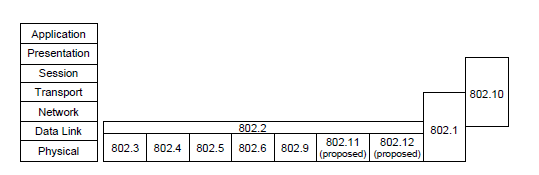 Application
Presentation
Session
Transport
Network
Data Link
Physical
802.2
802.3
802.4
802.5
802.6
802.9
802.11
(proposed)
802.12
(proposed)
802.1
802.10